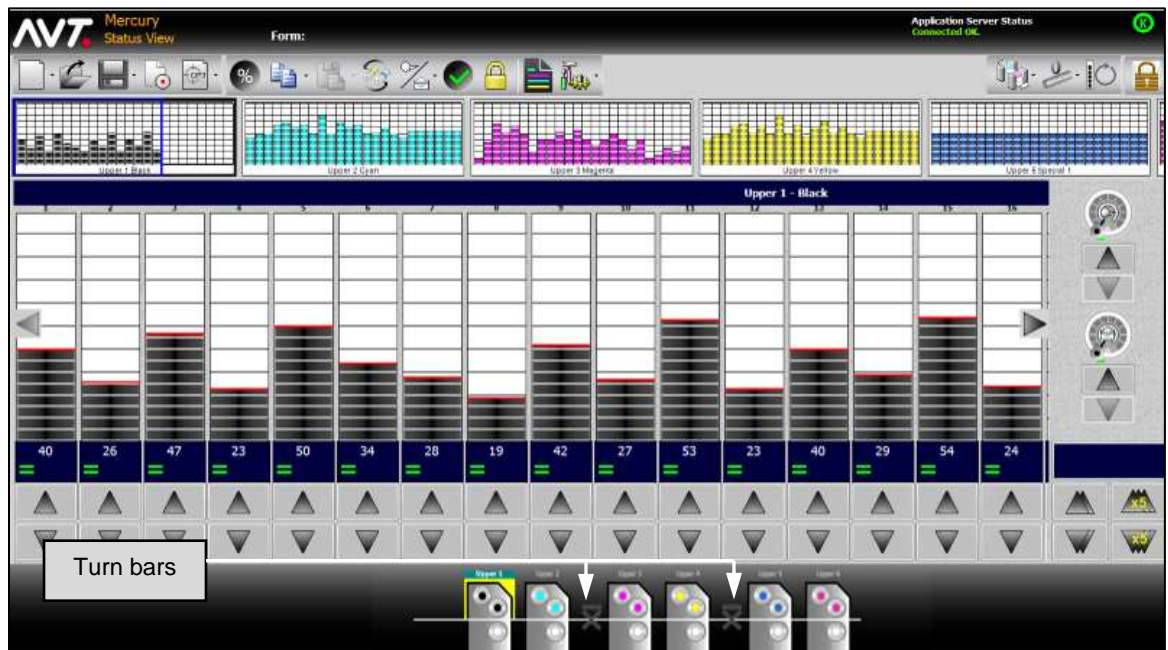 AVT
Mercury
Status View
Form:
Application Server Status
Connected OK.
K
CIP3
%
Upper 1 Black
Upper 2 Cyan
Upper 3 Magenta
Upper 4 Yellow
Upper 5 Special 1
Upper 1 - Black
1 2 3 4 5 6 7 8 9 10 11 12 13 14 15 16
40 26 47 23 50 34 28 19 42 27 53 23 40 29 54 24
x5
x5
Turn bars
Upper 1 Upper 2 Upper 3 Upper 4 Upper 5 Upper 6